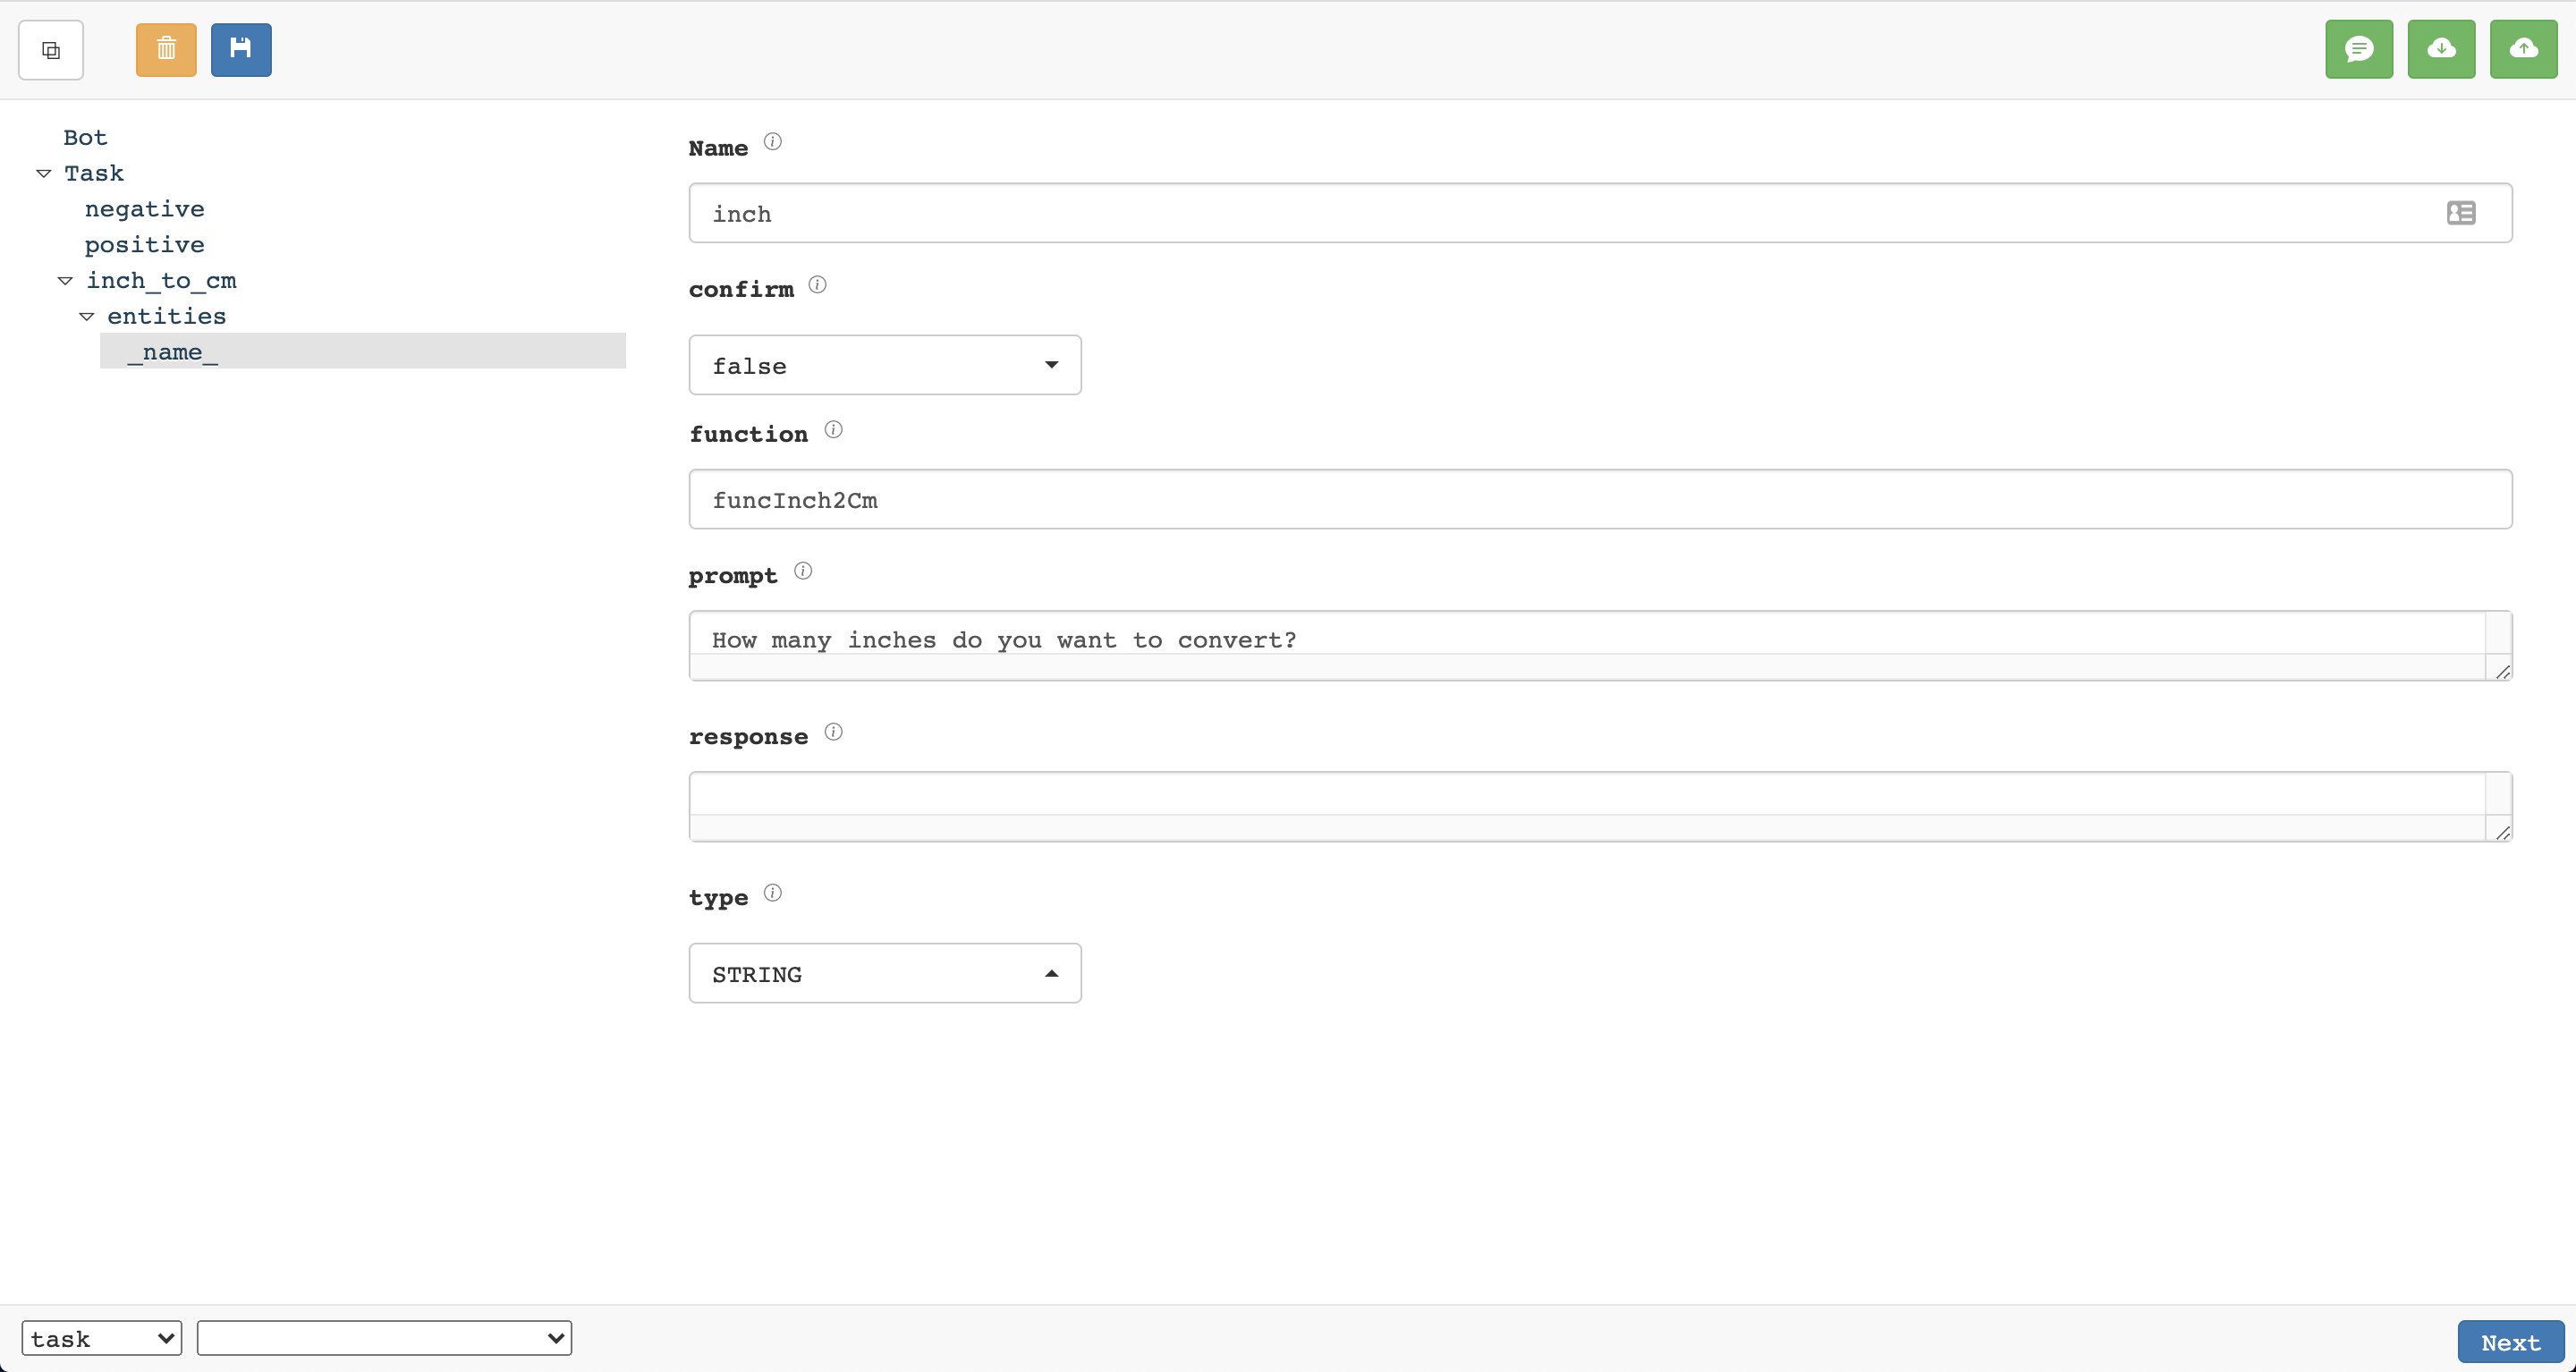 Bot
Task
negative
positive
inch_to_cm
entities
_name_
Name
inch
confirm
false
function
funcInch2Cm
prompt
How many inches do you want to convert?
response
type
STRING
task
Next